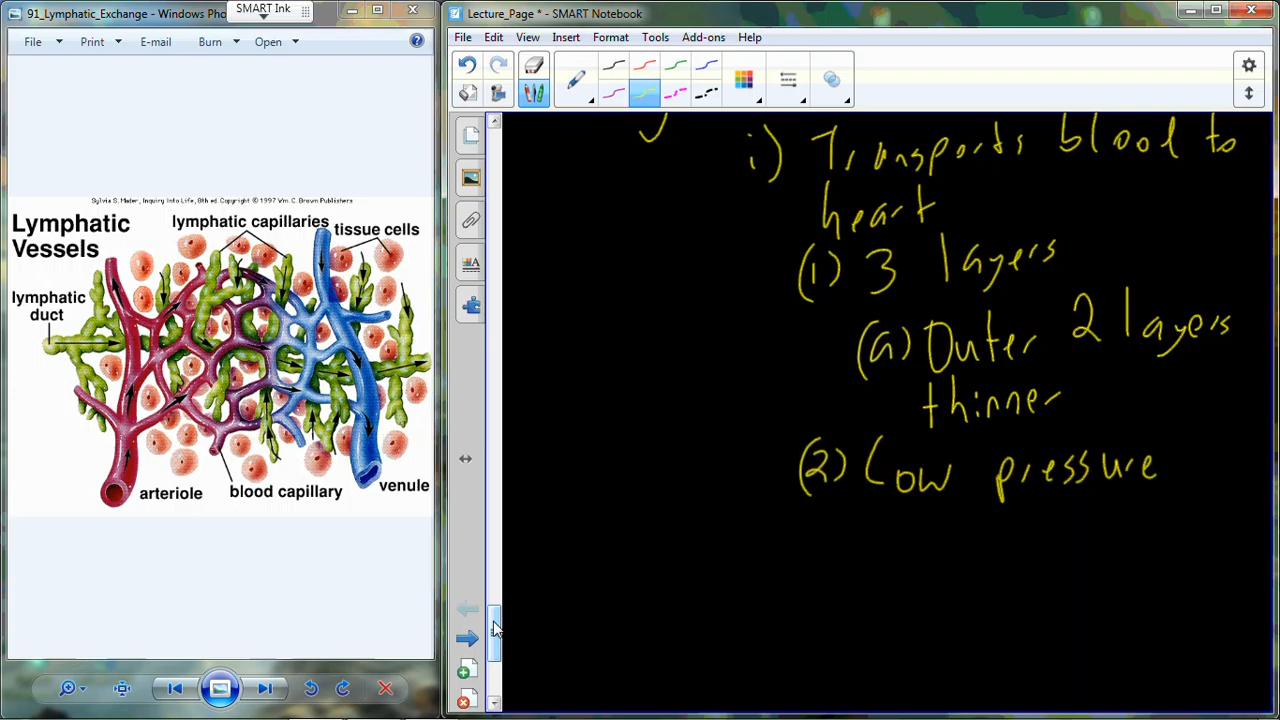 91_Lymphatic_Exchange - Windows Pho
SMART Ink
File Print E-mail Burn Open
Sylvia S. Mader, Inquiry Into Life, 8th ed. Copyright © 1997 Wm. C. Brown Publishers
Lymphatic
Vessels
lymphatic capillaries
tissue cells
lymphatic
duct
arteriole
blood capillary
venule
Lecture_Page * - SMART Notebook
File Edit View Insert Format Tools Add-ons Help
i) Transports blood to
heart
(1) 3 layers
(a) Outer 2 layers
thinner
(2) Low pressure